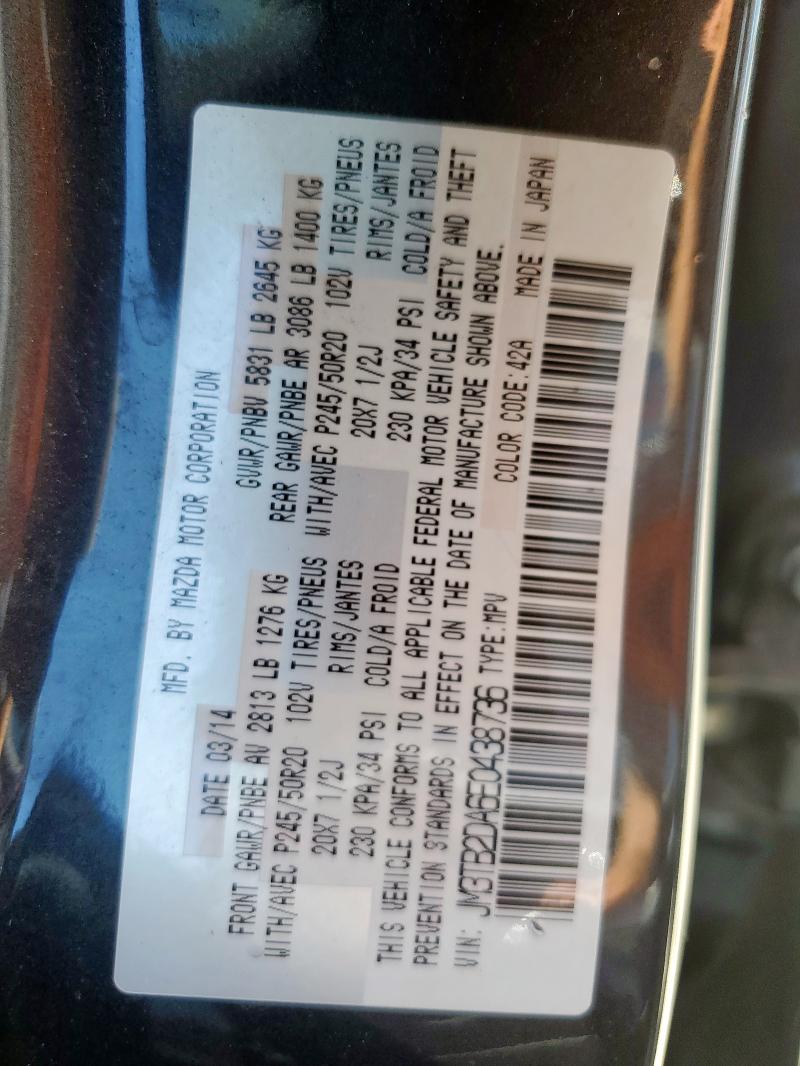 MFD. BY MAZDA MOTOR CORPORATION
DATE 03/14 GVWR/PNBV 5831 LB 2645 KG
FRONT GAWR/PNBE AV 2813 LB 1276 KG REAR GAWR/PNBE AR 3086 LB 1400 KG
WITH/AVEC P245/50R20 102V TIRES/PNEUS WITH/AVEC P245/50R20 102V TIRES/PNEUS
20X7 1/2J RIMS/JANTES 20X7 1/2J RIMS/JANTES
230 KPA/34 PSI COLD/A FROID 230 KPA/34 PSI COLD/A FROID
THIS VEHICLE CONFORMS TO ALL APPLICABLE FEDERAL MOTOR VEHICLE SAFETY AND THEFT
PREVENTION STANDARDS IN EFFECT ON THE DATE OF MANUFACTURE SHOWN ABOVE.
VIN: JM3TB2DA6E0438736 TYPE:MPV COLOR CODE:42A MADE IN JAPAN